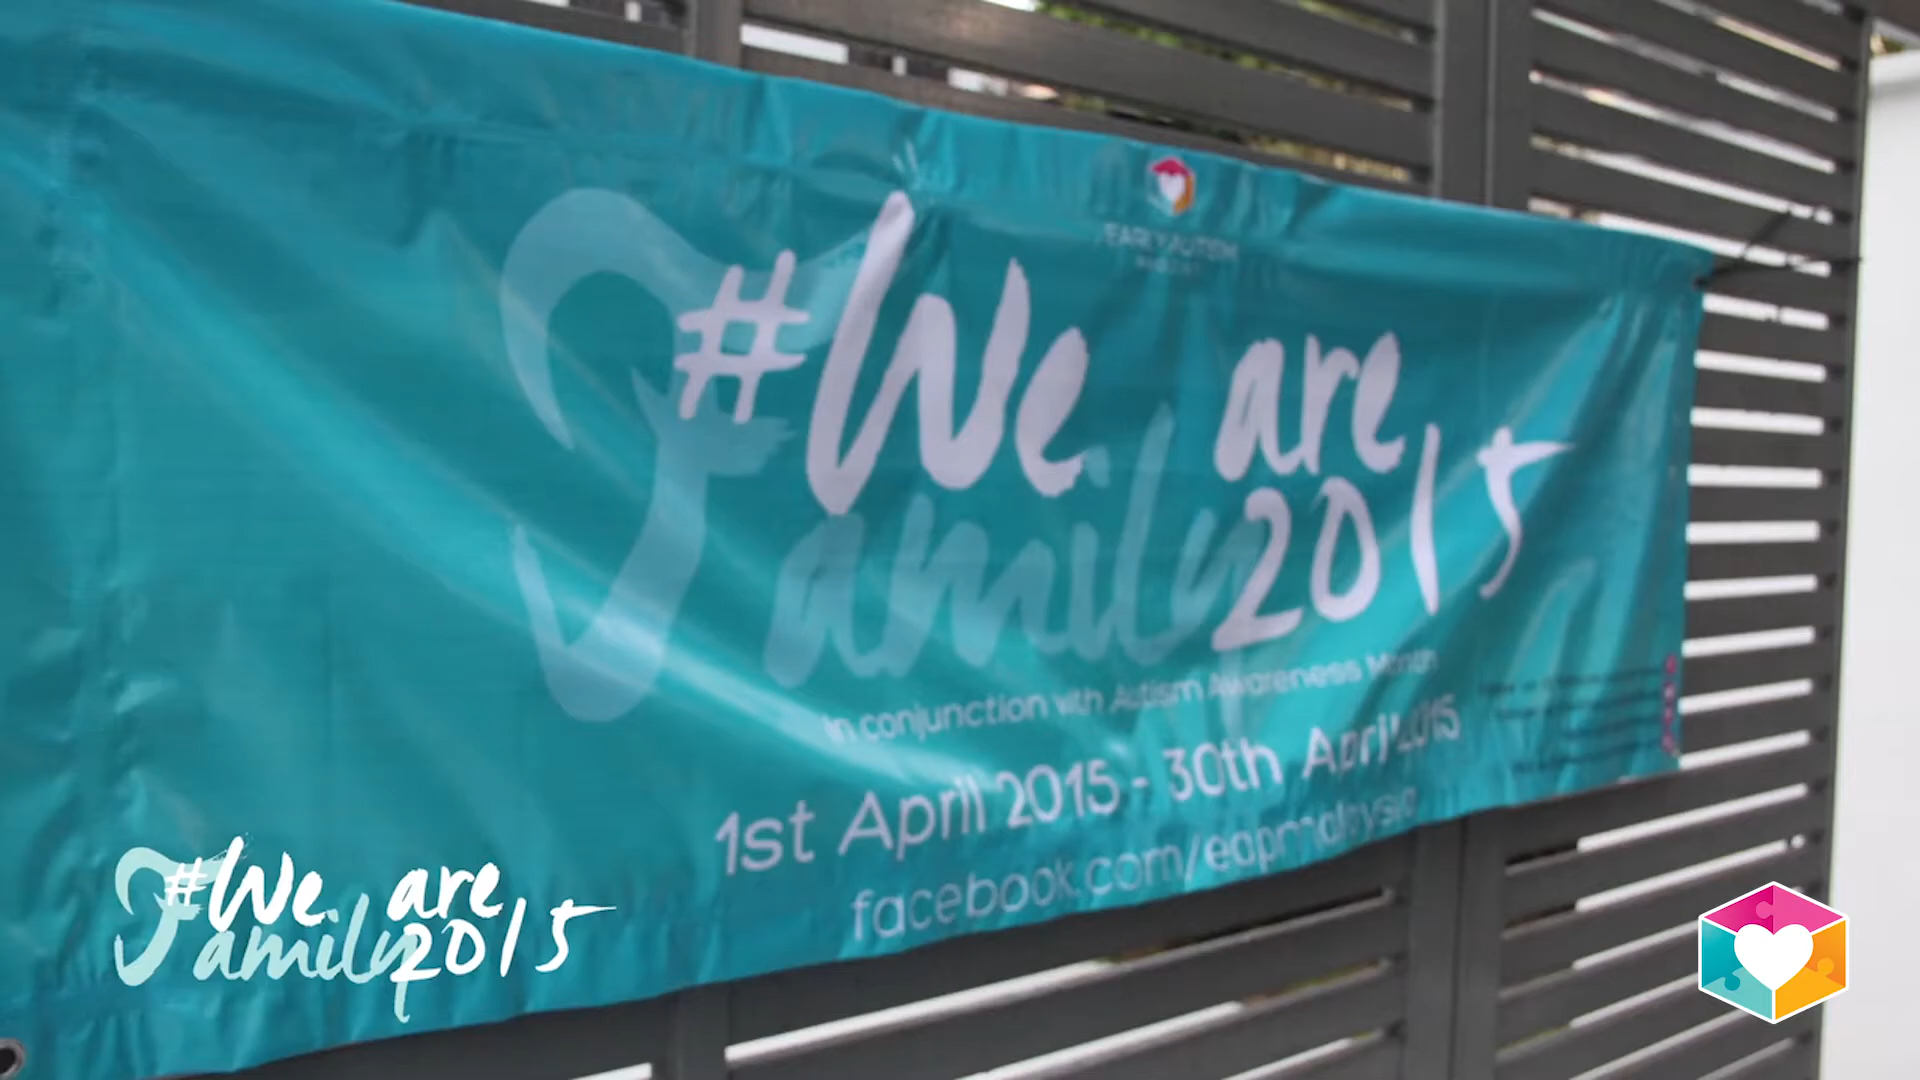 EARLY AUTISM
#We are
Family2015
In conjunction with Autism Awareness Month
1st April 2015 - 30th April 2015
facebook.com/eapmalaysia
#We are
Family2015